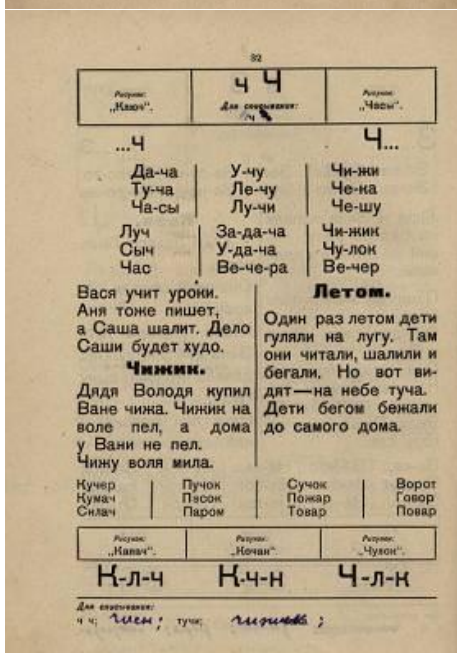 32
Рисунок:
„Ключ“.
ч Ч
Для списывания:
ч
Рисунок:
„Часы“.
...ч
Ч...
Да-ча У-чу Чи-жи
Ту-ча Ле-чу Че-ка
Ча-сы Лу-чи Че-шу
Луч За-да-ча Чи-жик
Сыч У-да-ча Чу-лок
Час Ве-че-ра Ве-чер
Вася учит уроки.
Аня тоже пишет,
а Саша шалит. Дело
Саши будет худо.
Чижик.
Дядя Володя купил
Ване чижа. Чижик на
воле пел, а дома
у Вани не пел.
Чижу воля мила.
Летом.
Один раз летом дети
гуляли на лугу. Там
они читали, шалили и
бегали. Но вот ви-
дят—на небе туча.
Дети бегом бежали
до самого дома.
Кучер Пучок Сучок Ворот
Кумач Песок Пожар Говор
Силач Паром Товар Повар
Рисунок:
„Калач“.
Рисунок:
„Кочан“.
Рисунок:
„Чулок“.
К-л-ч К-ч-н Ч-л-к
Для списывания:
ч ч; часы; тучи; чижик;